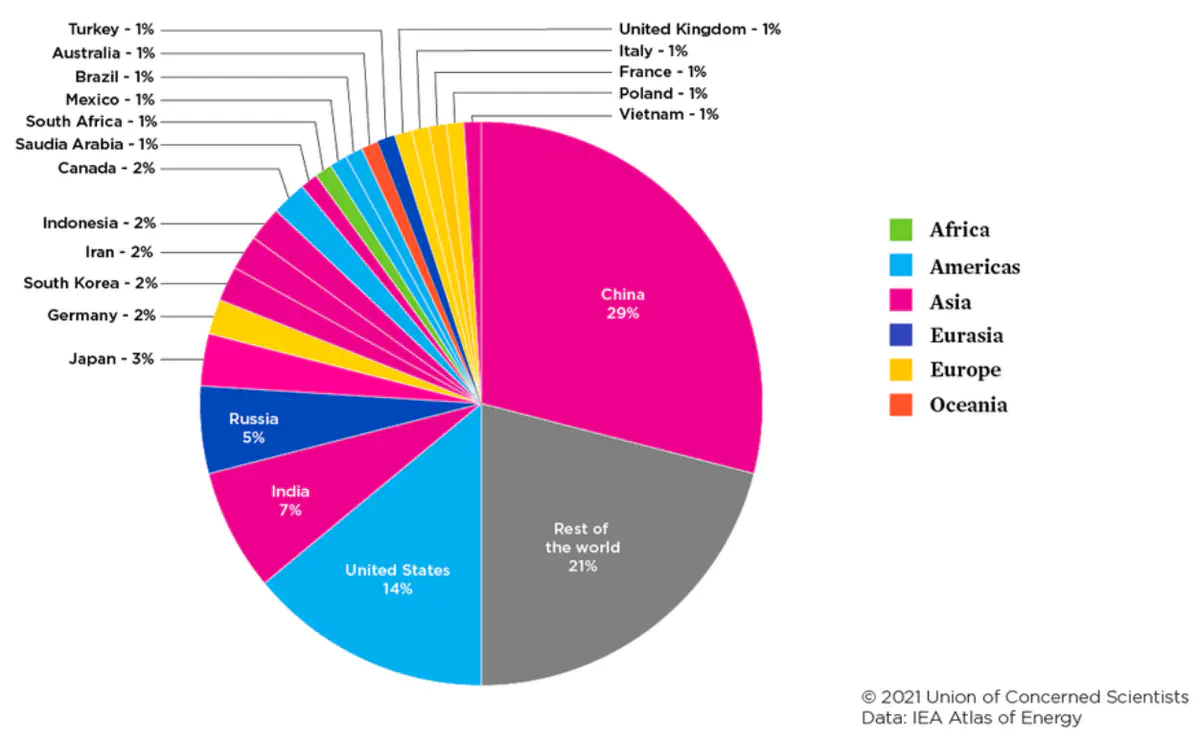 Turkey - 1%
Australia - 1%
Brazil - 1%
Mexico - 1%
South Africa - 1%
Saudia Arabia - 1%
Canada - 2%
Indonesia - 2%
Iran - 2%
South Korea - 2%
Germany - 2%
Japan - 3%
United Kingdom - 1%
Italy - 1%
France - 1%
Poland - 1%
Vietnam - 1%
China
29%
Russia
5%
India
7%
United States
14%
Rest of
the world
21%
Africa
Americas
Asia
Eurasia
Europe
Oceania
© 2021 Union of Concerned Scientists
Data: IEA Atlas of Energy